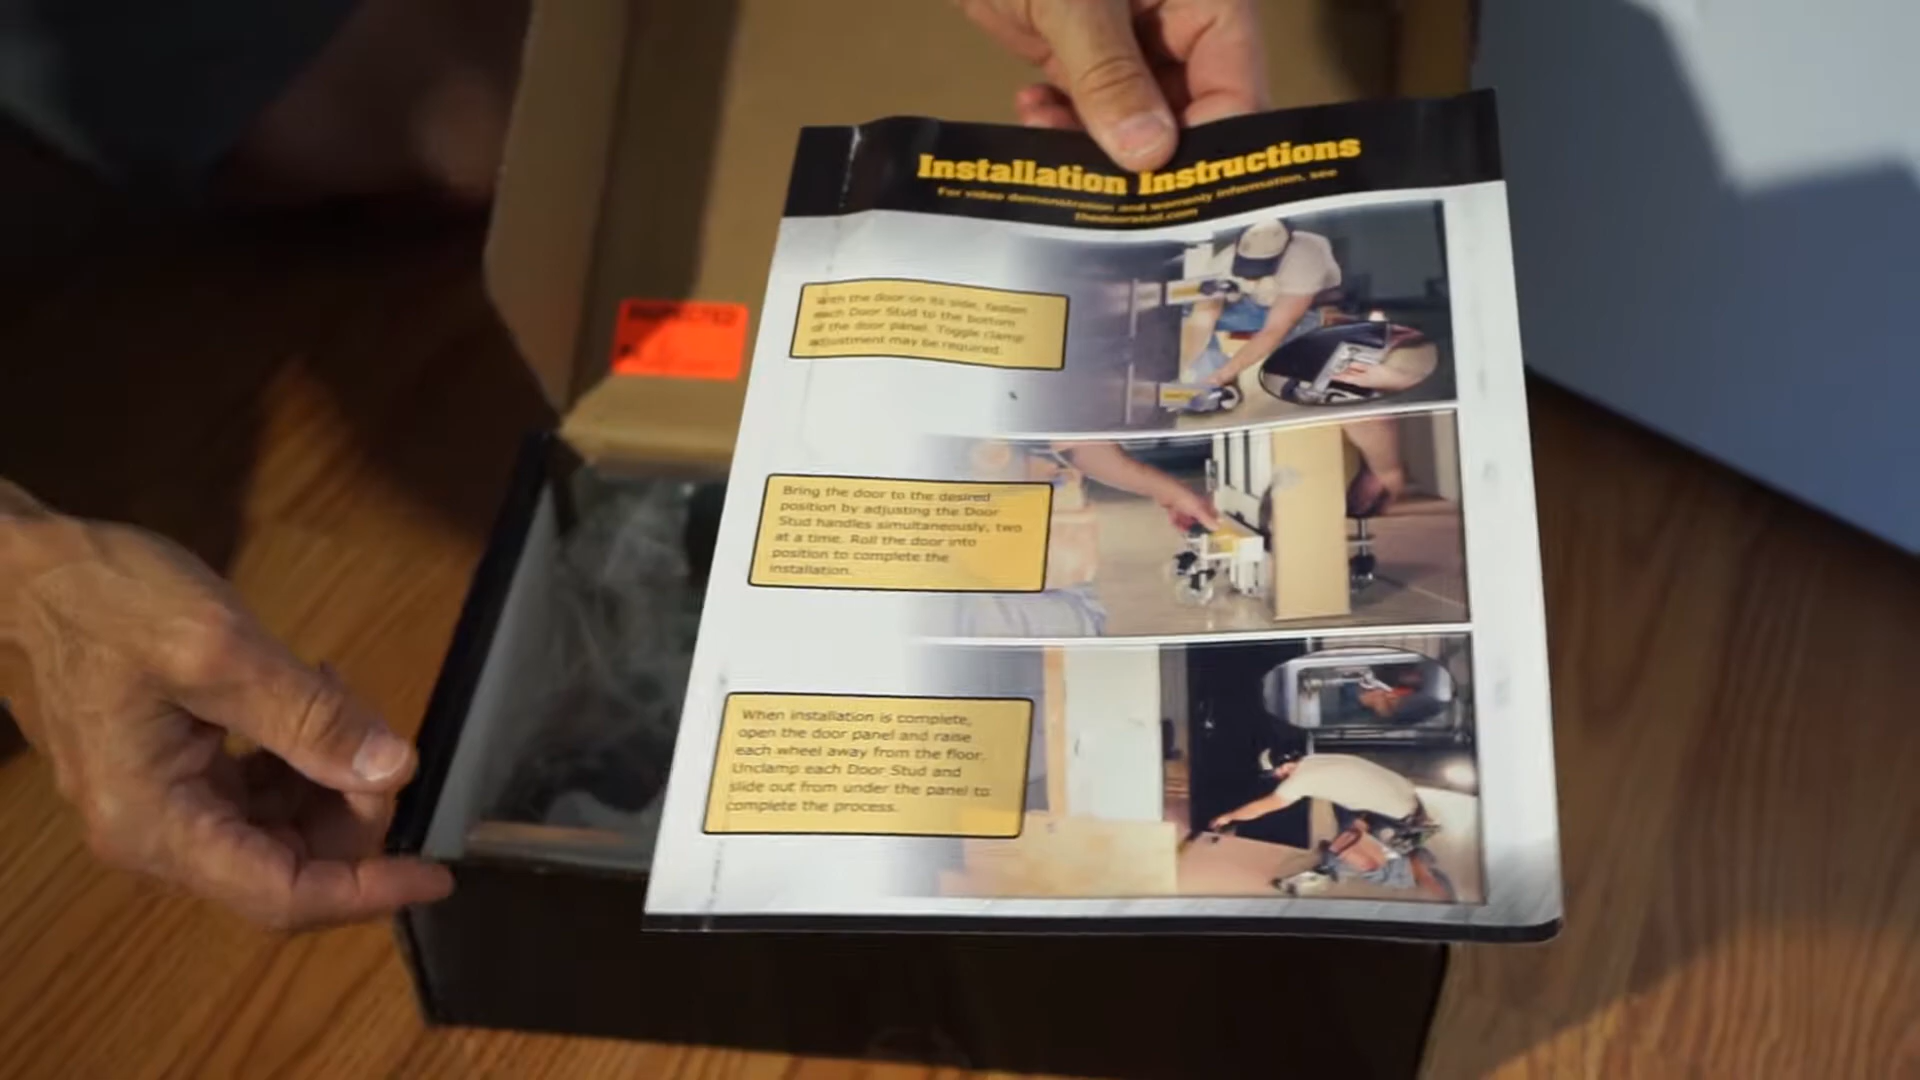 Installation Instructions
For video demonstration and warranty information, see
thedoorstud.com
With the door on its side, fasten
each Door Stud to the bottom
of the door panel. Toggle clamp
adjustment may be required.
Bring the door to the desired
position by adjusting the Door
Stud handles simultaneously, two
at a time. Roll the door into
position to complete the
installation.
When installation is complete,
open the door panel and raise
each wheel away from the floor.
Unclamp each Door Stud and
slide out from under the panel to
complete the process.